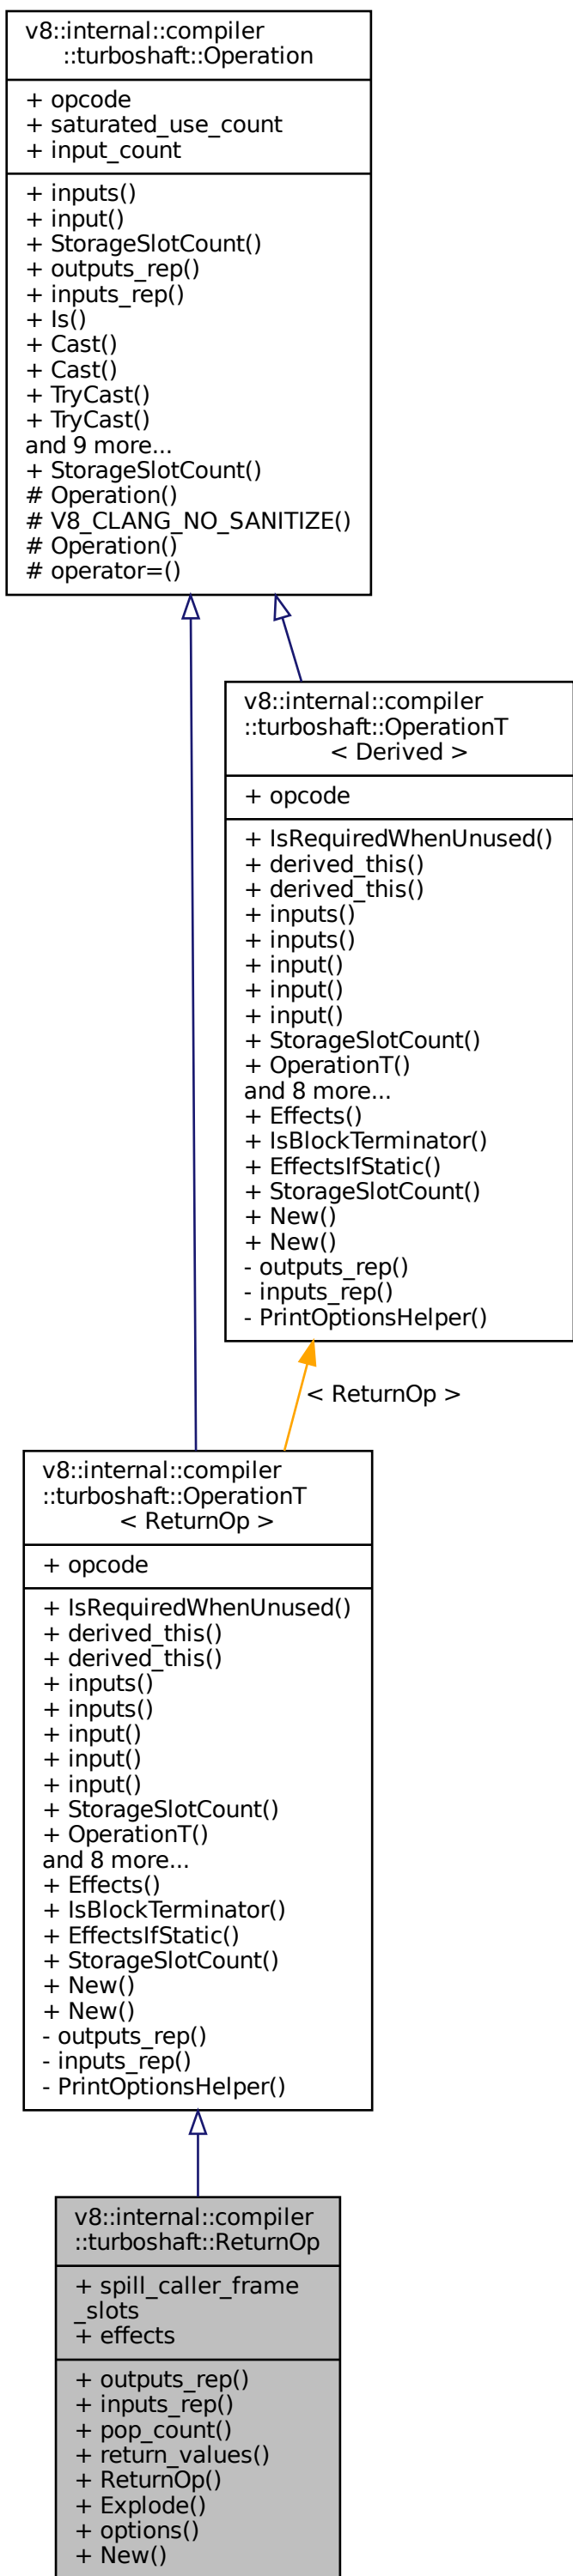 v8::internal::compiler
::turboshaft::Operation
+ opcode
+ saturated_use_count
+ input_count
+ inputs()
+ input()
+ StorageSlotCount()
+ outputs_rep()
+ inputs_rep()
+ Is()
+ Cast()
+ Cast()
+ TryCast()
+ TryCast()
and 9 more...
+ StorageSlotCount()
# Operation()
# V8_CLANG_NO_SANITIZE()
# Operation()
# operator=()
v8::internal::compiler
::turboshaft::OperationT
< Derived >
+ opcode
+ IsRequiredWhenUnused()
+ derived_this()
+ derived_this()
+ inputs()
+ inputs()
+ input()
+ input()
+ input()
+ StorageSlotCount()
+ OperationT()
and 8 more...
+ Effects()
+ IsBlockTerminator()
+ EffectsIfStatic()
+ StorageSlotCount()
+ New()
+ New()
- outputs_rep()
- inputs_rep()
- PrintOptionsHelper()
< ReturnOp >
v8::internal::compiler
::turboshaft::OperationT
< ReturnOp >
+ opcode
+ IsRequiredWhenUnused()
+ derived_this()
+ derived_this()
+ inputs()
+ inputs()
+ input()
+ input()
+ input()
+ StorageSlotCount()
+ OperationT()
and 8 more...
+ Effects()
+ IsBlockTerminator()
+ EffectsIfStatic()
+ StorageSlotCount()
+ New()
+ New()
- outputs_rep()
- inputs_rep()
- PrintOptionsHelper()
v8::internal::compiler
::turboshaft::ReturnOp
+ spill_caller_frame
_slots
+ effects
+ outputs_rep()
+ inputs_rep()
+ pop_count()
+ return_values()
+ ReturnOp()
+ Explode()
+ options()
+ New()